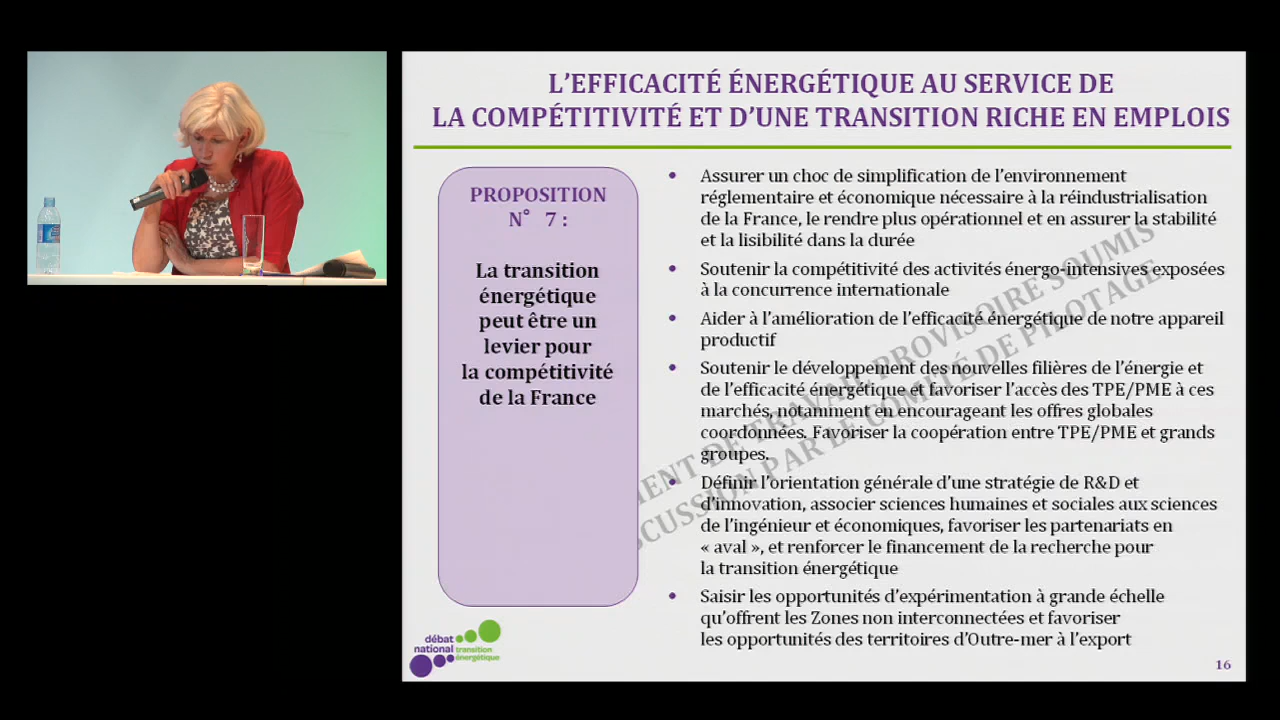 L’EFFICACITÉ ÉNERGÉTIQUE AU SERVICE DE
LA COMPÉTITIVITÉ ET D’UNE TRANSITION RICHE EN EMPLOIS
PROPOSITION
N° 7 :
La transition
énergétique
peut être un
levier pour
la compétitivité
de la France
• Assurer un choc de simplification de l’environnement
réglementaire et économique nécessaire à la réindustrialisation
de la France, le rendre plus opérationnel et en assurer la stabilité
et la lisibilité dans la durée
• Soutenir la compétitivité des activités énergo-intensives exposées
à la concurrence internationale
• Aider à l’amélioration de l’efficacité énergétique de notre appareil
productif
• Soutenir le développement des nouvelles filières de l’énergie et
de l’efficacité énergétique et favoriser l’accès des TPE/PME à ces
marchés, notamment en encourageant les offres globales
coordonnées. Favoriser la coopération entre TPE/PME et grands
groupes.
• Définir l’orientation générale d’une stratégie de R&D et
d’innovation, associer sciences humaines et sociales aux sciences
de l’ingénieur et économiques, favoriser les partenariats en
« aval », et renforcer le financement de la recherche pour
la transition énergétique
• Saisir les opportunités d’expérimentation à grande échelle
qu’offrent les Zones non interconnectées et favoriser
les opportunités des territoires d’Outre-mer à l’export
DE TRAVAIL PROVISOIRE SOUMIS
PAR LE COMITÉ DE PILOTAGE
débat
national transition
énergétique
16